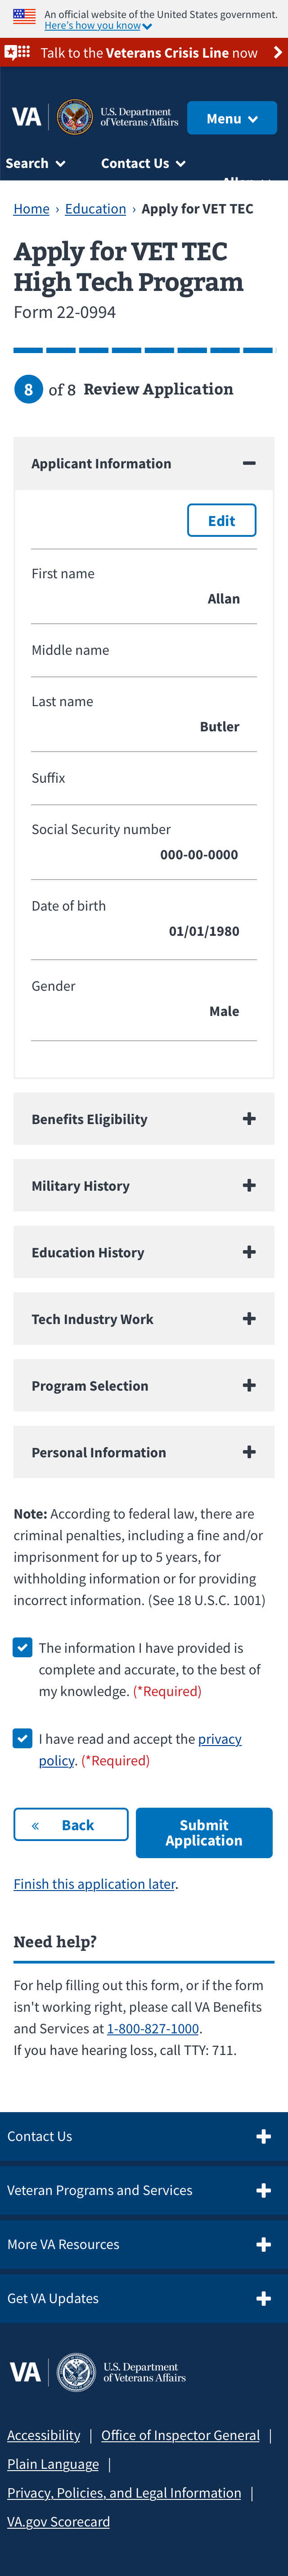 An official website of the United States government.
Here's how you know
Talk to the Veterans Crisis Line now
VA
U.S. Department
of Veterans Affairs
Menu
Search
Contact Us
Home › Education › Apply for VET TEC
Apply for VET TEC
High Tech Program
Form 22-0994
8 of 8 Review Application
Applicant Information
Edit
First name
Allan
Middle name
Last name
Butler
Suffix
Social Security number
000-00-0000
Date of birth
01/01/1980
Gender
Male
Benefits Eligibility
Military History
Education History
Tech Industry Work
Program Selection
Personal Information
Note: According to federal law, there are
criminal penalties, including a fine and/or
imprisonment for up to 5 years, for
withholding information or for providing
incorrect information. (See 18 U.S.C. 1001)
The information I have provided is
complete and accurate, to the best of
my knowledge. (*Required)
I have read and accept the privacy
policy. (*Required)
« Back
Submit
Application
Finish this application later.
Need help?
For help filling out this form, or if the form
isn't working right, please call VA Benefits
and Services at 1-800-827-1000.
If you have hearing loss, call TTY: 711.
Contact Us
Veteran Programs and Services
More VA Resources
Get VA Updates
VA
U.S. Department
of Veterans Affairs
Accessibility | Office of Inspector General |
Plain Language |
Privacy, Policies, and Legal Information |
VA.gov Scorecard